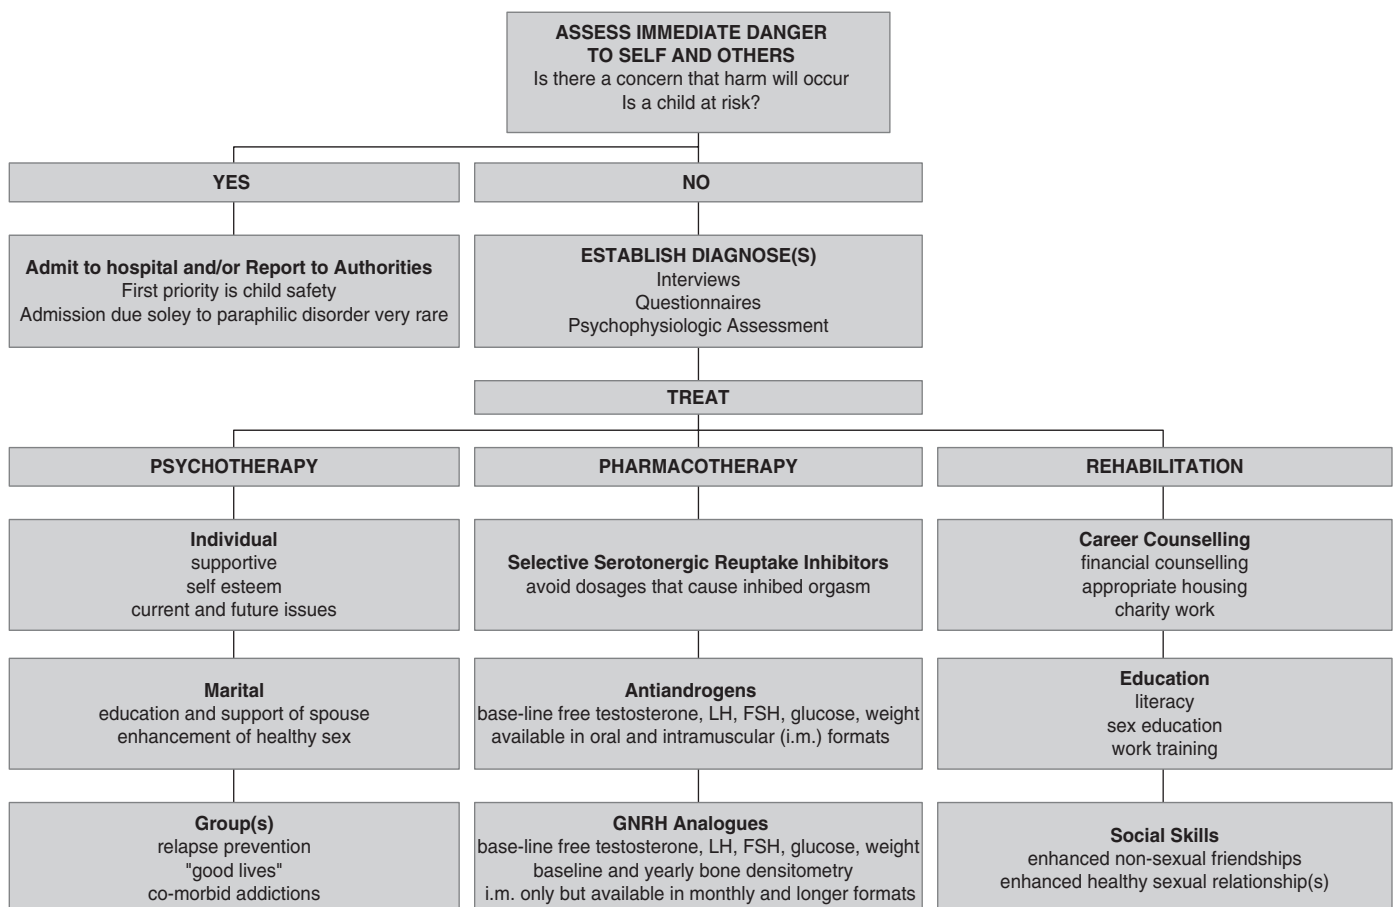 ASSESS IMMEDIATE DANGER
TO SELF AND OTHERS
Is there a concern that harm will occur
Is a child at risk?
YES
NO
Admit to hospital and/or Report to Authorities
First priority is child safety
Admission due soley to paraphilic disorder very rare
ESTABLISH DIAGNOSE(S)
Interviews
Questionnaires
Psychophysiologic Assessment
TREAT
PSYCHOTHERAPY
PHARMACOTHERAPY
REHABILITATION
Individual
supportive
self esteem
current and future issues
Selective Serotonergic Reuptake Inhibitors
avoid dosages that cause inhibed orgasm
Career Counselling
financial counselling
appropriate housing
charity work
Marital
education and support of spouse
enhancement of healthy sex
Antiandrogens
base-line free testosterone, LH, FSH, glucose, weight
available in oral and intramuscular (i.m.) formats
Education
literacy
sex education
work training
Group(s)
relapse prevention
"good lives"
co-morbid addictions
GNRH Analogues
base-line free testosterone, LH, FSH, glucose, weight
baseline and yearly bone densitometry
i.m. only but available in monthly and longer formats
Social Skills
enhanced non-sexual friendships
enhanced healthy sexual relationship(s)